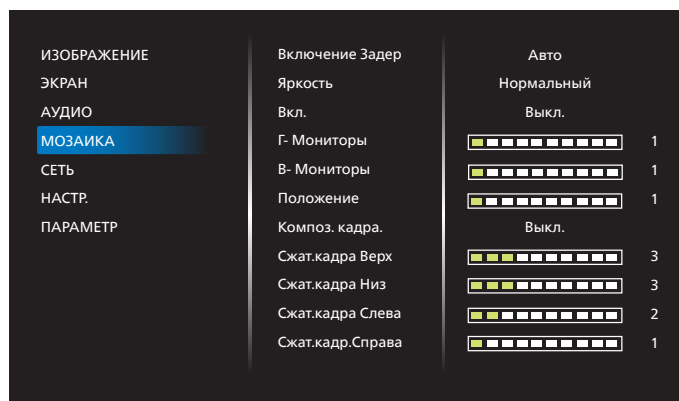 ИЗОБРАЖЕНИЕ
ЭКРАН
АУДИО
МОЗАИКА
СЕТЬ
НАСТР.
ПАРАМЕТР
Включение Задер Авто
Яркость Нормальный
Вкл. Выкл.
Г- Мониторы 1
В- Мониторы 1
Положение 1
Композ. кадра. Выкл.
Сжат.кадра Верх 3
Сжат.кадра Низ 3
Сжат.кадра Слева 2
Сжат.кадр.Справа 1